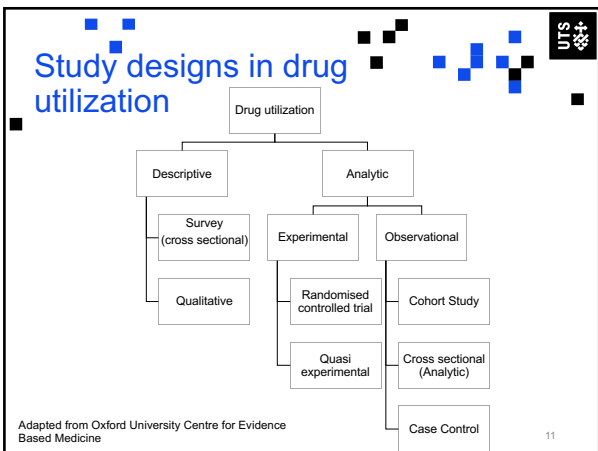 UTS
Study designs in drug
utilization
Drug utilization
Descriptive
Analytic
Survey
(cross sectional)
Experimental
Observational
Qualitative
Randomised
controlled trial
Cohort Study
Quasi
experimental
Cross sectional
(Analytic)
Case Control
Adapted from Oxford University Centre for Evidence
Based Medicine
11